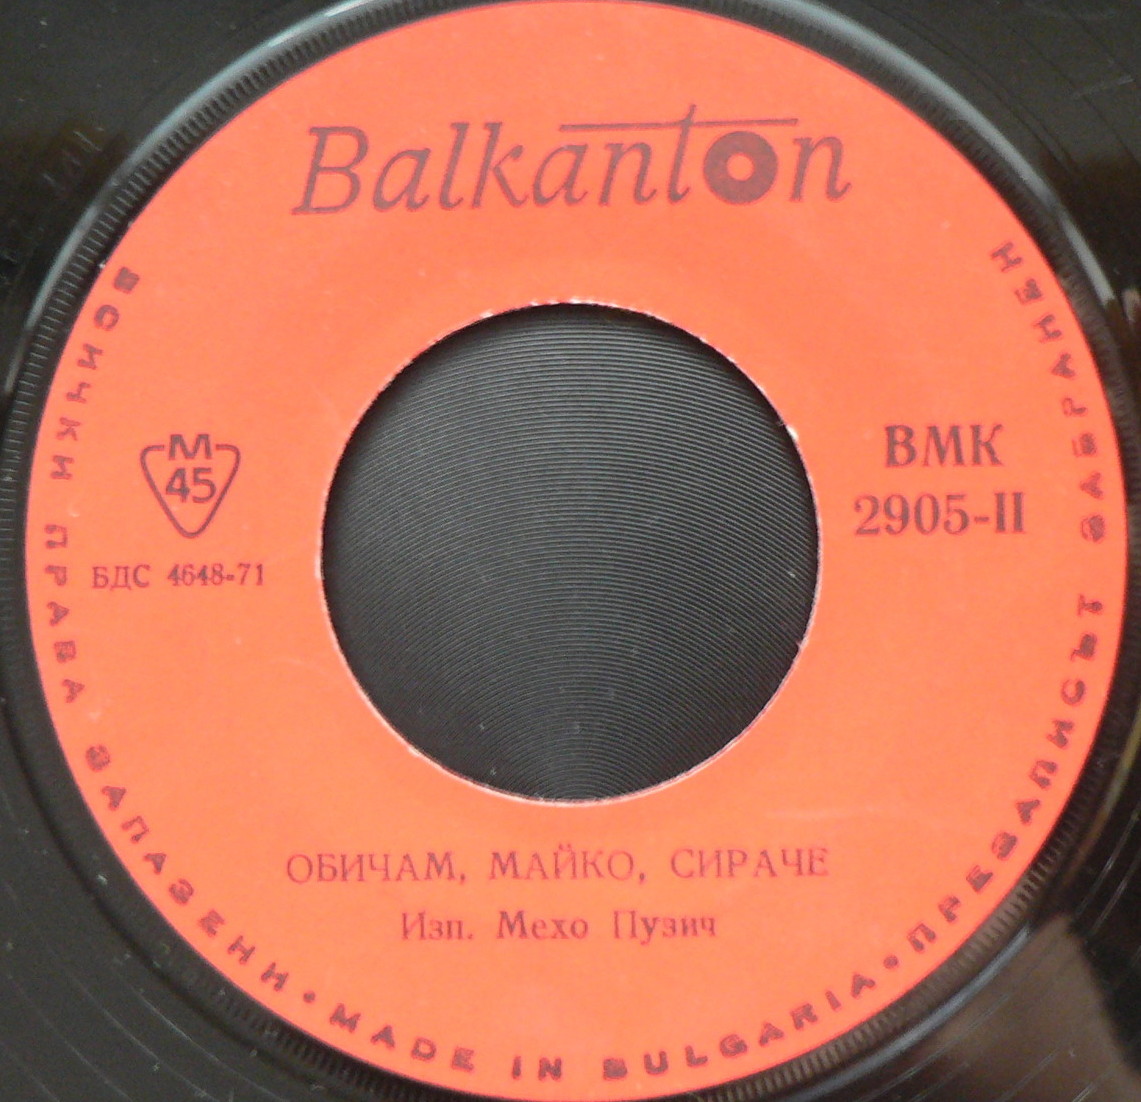 Balkanton
М
45
БДС 4648-71
ВМК
2905-II
ОБИЧАМ, МАЙКО, СИРАЧЕ
Изп. Мехо Пузич
ВСИЧКИ ПРАВА ЗАПАЗЕНИ • MADE IN BULGARIA • ПРЕЗАПИСЪТ ЗАБРАНЕН